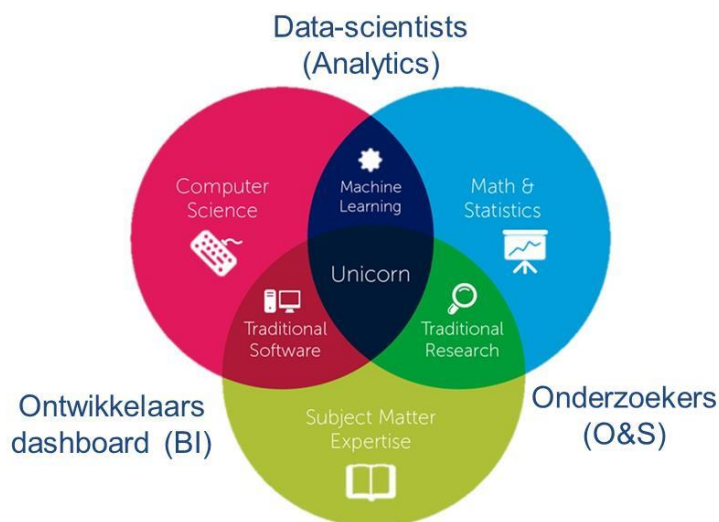 Data-scientists
(Analytics)
Computer
Science
Machine
Learning
Math &
Statistics
Unicorn
Traditional
Software
Traditional
Research
Ontwikkelaars
dashboard (BI)
Subject Matter
Expertise
Onderzoekers
(O&S)